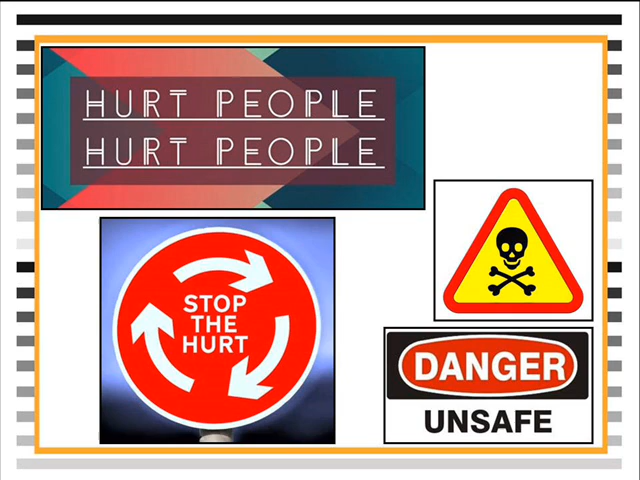 HURT PEOPLE
HURT PEOPLE
STOP
THE
HURT
DANGER
UNSAFE